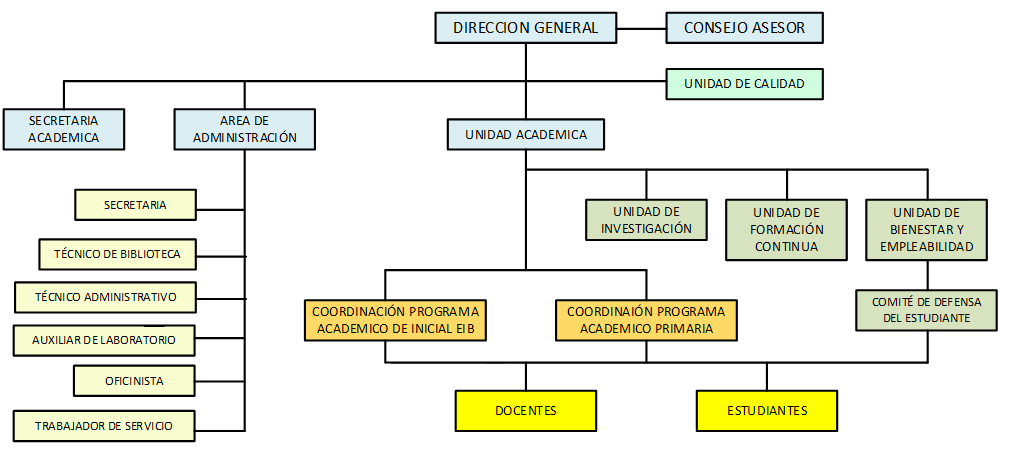 DIRECCION GENERAL
CONSEJO ASESOR
UNIDAD DE CALIDAD
SECRETARIA
ACADEMICA
AREA DE
ADMINISTRACIÓN
UNIDAD ACADEMICA
SECRETARIA
TÉCNICO DE BIBLIOTECA
TÉCNICO ADMINISTRATIVO
AUXILIAR DE LABORATORIO
OFICINISTA
TRABAJADOR DE SERVICIO
UNIDAD DE
INVESTIGACIÓN
UNIDAD DE
FORMACIÓN
CONTINUA
UNIDAD DE
BIENESTAR Y
EMPLEABILIDAD
COORDINACIÓN PROGRAMA
ACADEMICO DE INICIAL EIB
COORDINAIÓN PROGRAMA
ACADEMICO PRIMARIA
COMITÉ DE DEFENSA
DEL ESTUDIANTE
DOCENTES
ESTUDIANTES